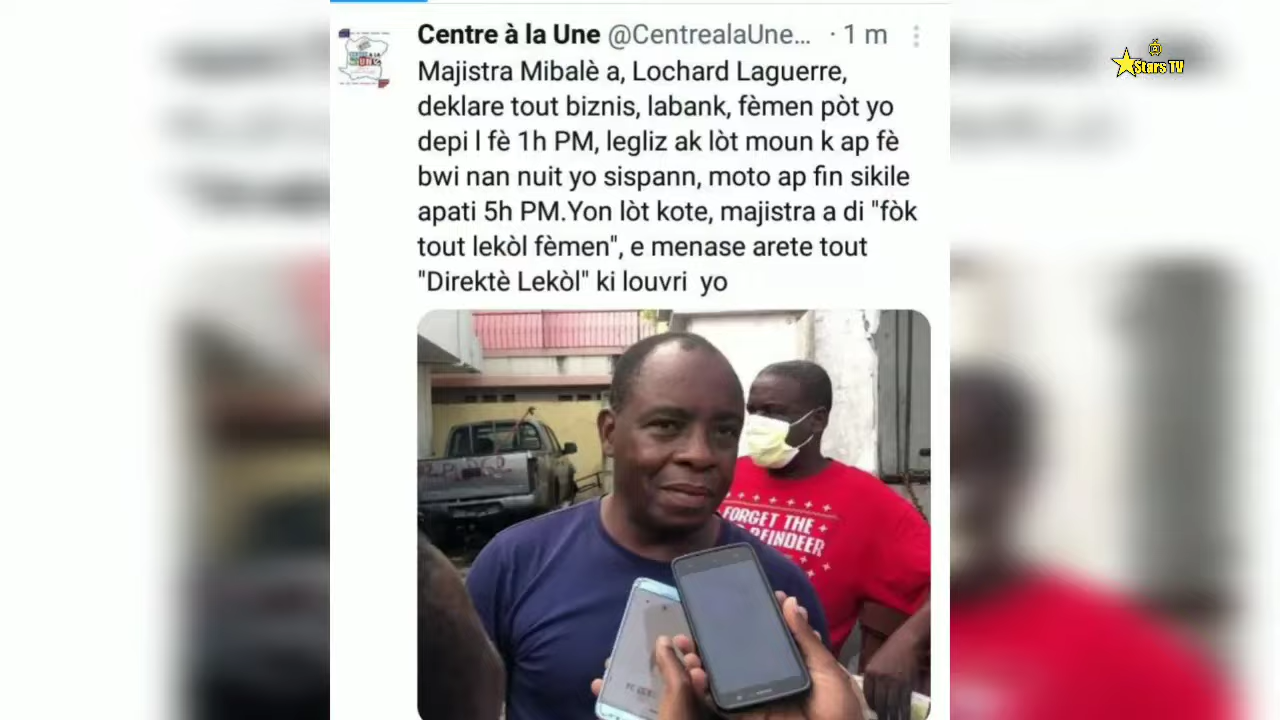 Centre à la Une @CentrealaUne... · 1 m
Majistra Mibalè a, Lochard Laguerre,
deklare tout biznis, labank, fèmen pòt yo
depi l fè 1h PM, legliz ak lòt moun k ap fè
bwi nan nuit yo sispann, moto ap fin sikile
apati 5h PM.Yon lòt kote, majistra a di "fòk
tout lekòl fèmen", e menase arete tout
"Direktè Lekòl" ki louvri yo
Stars TV
FORGET THE
REINDEER